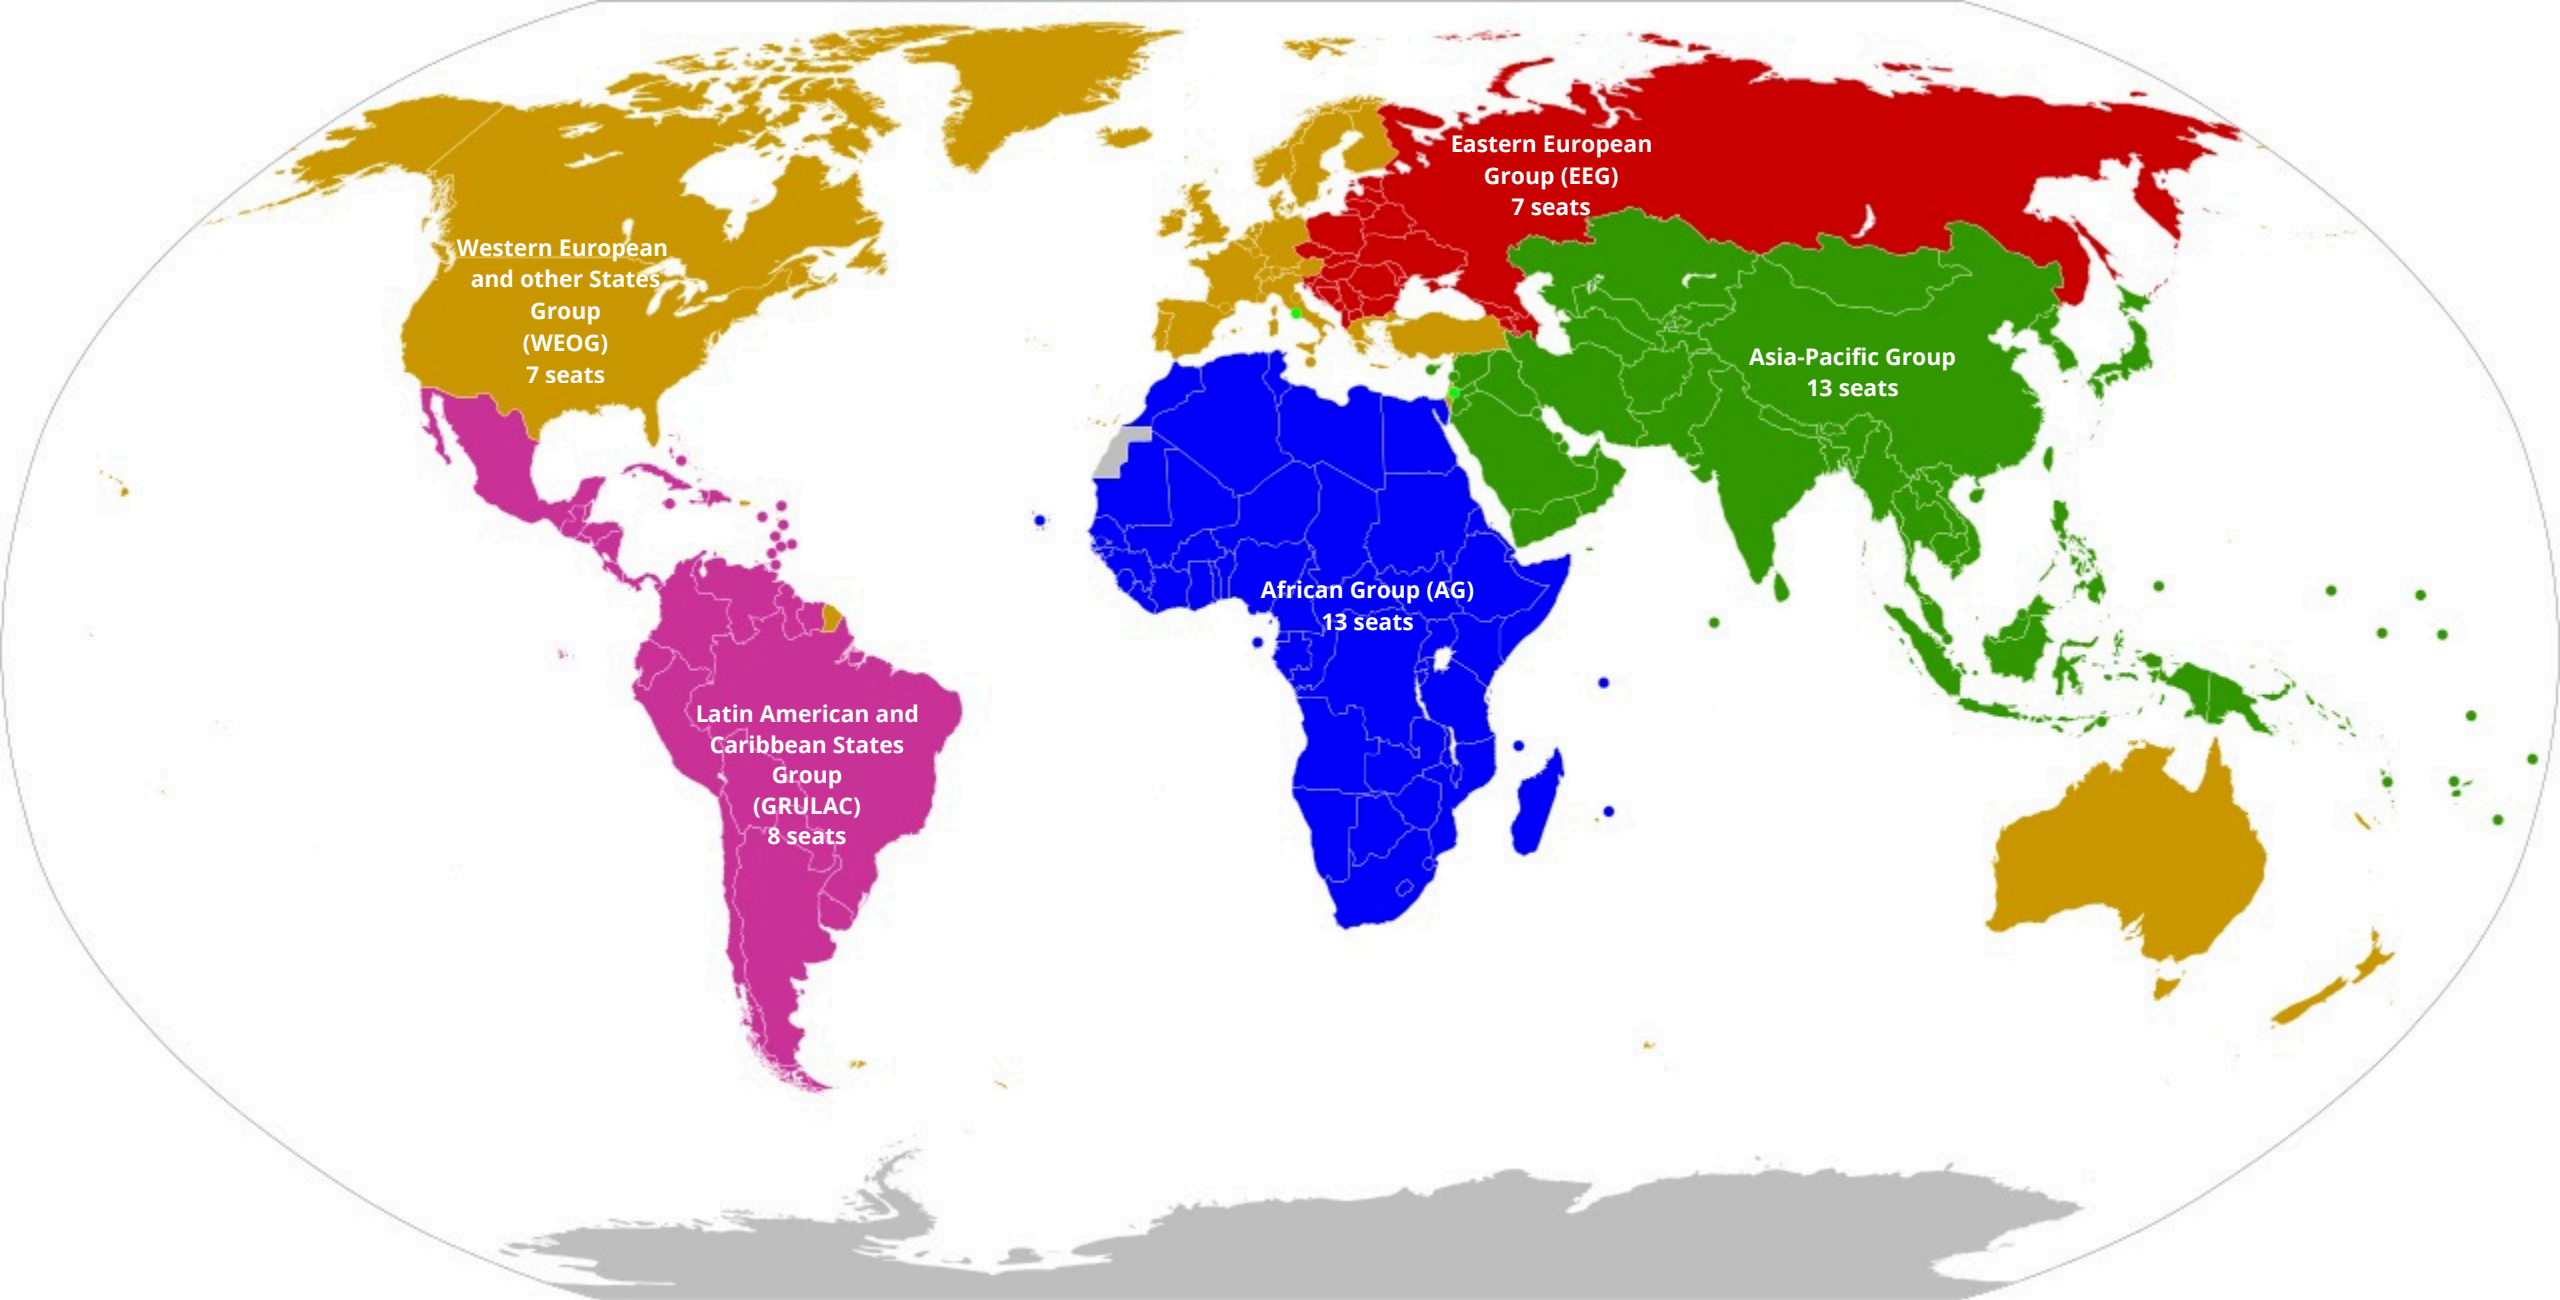 Western European
and other States
Group
(WEOG)
7 seats
Eastern European
Group (EEG)
7 seats
Asia-Pacific Group
13 seats
African Group (AG)
13 seats
Latin American and
Caribbean States
Group
(GRULAC)
8 seats